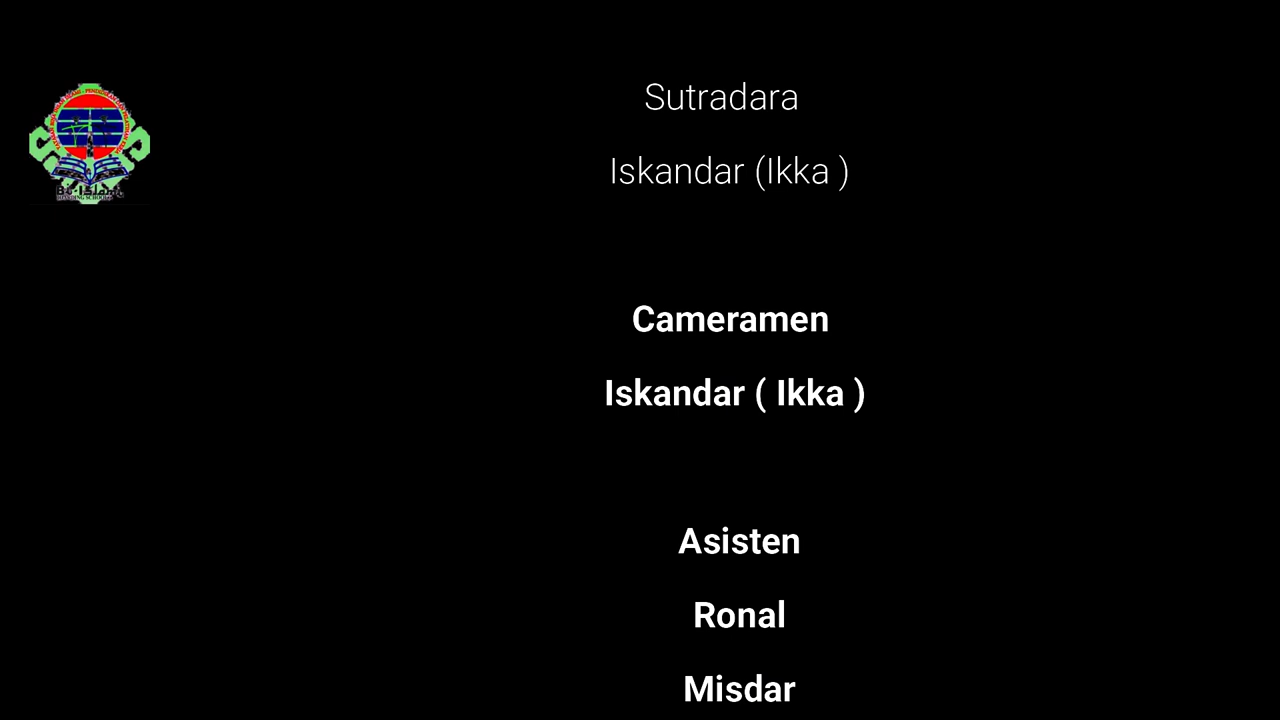 Sutradara
Iskandar (Ikka )
Cameramen
Iskandar ( Ikka )
Asisten
Ronal
Misdar